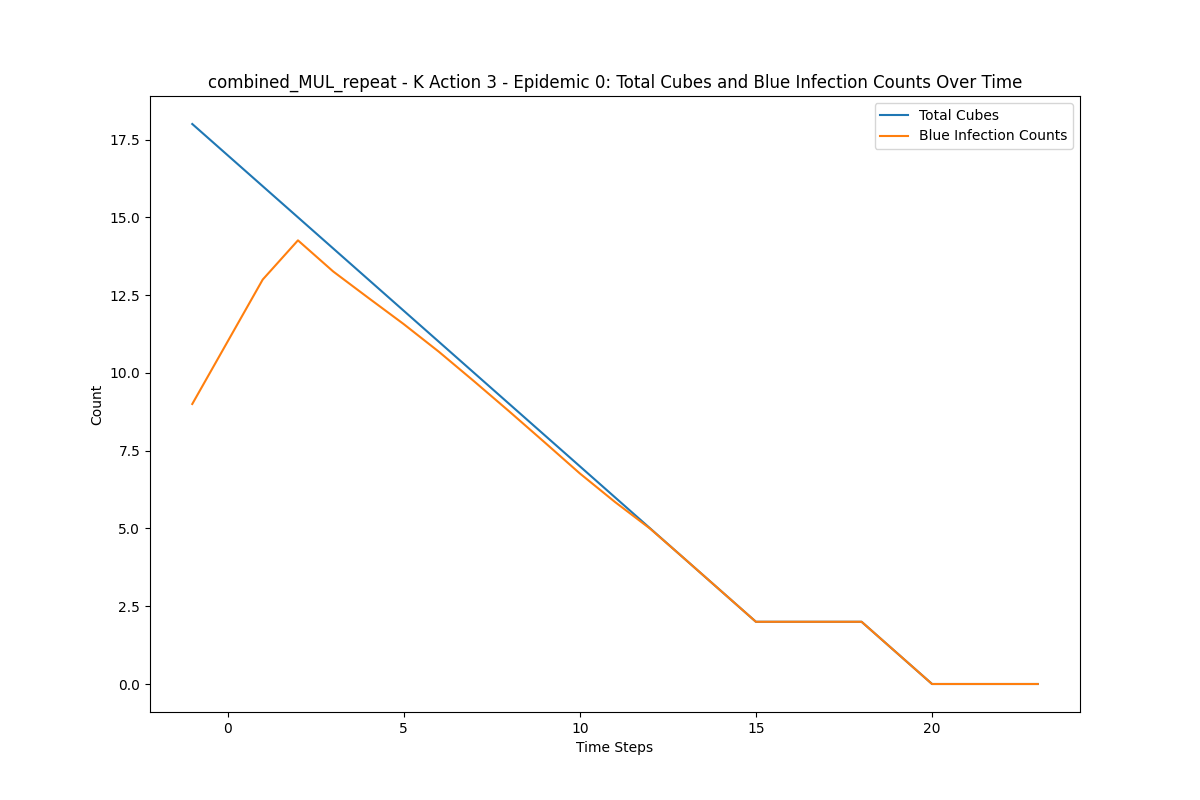 combined_MUL_repeat - K Action 3 - Epidemic 0: Total Cubes and Blue Infection Counts Over Time
Total Cubes
Blue Infection Counts
Count
17.5
15.0
12.5
10.0
7.5
5.0
2.5
0.0
0 5 10 15 20
Time Steps